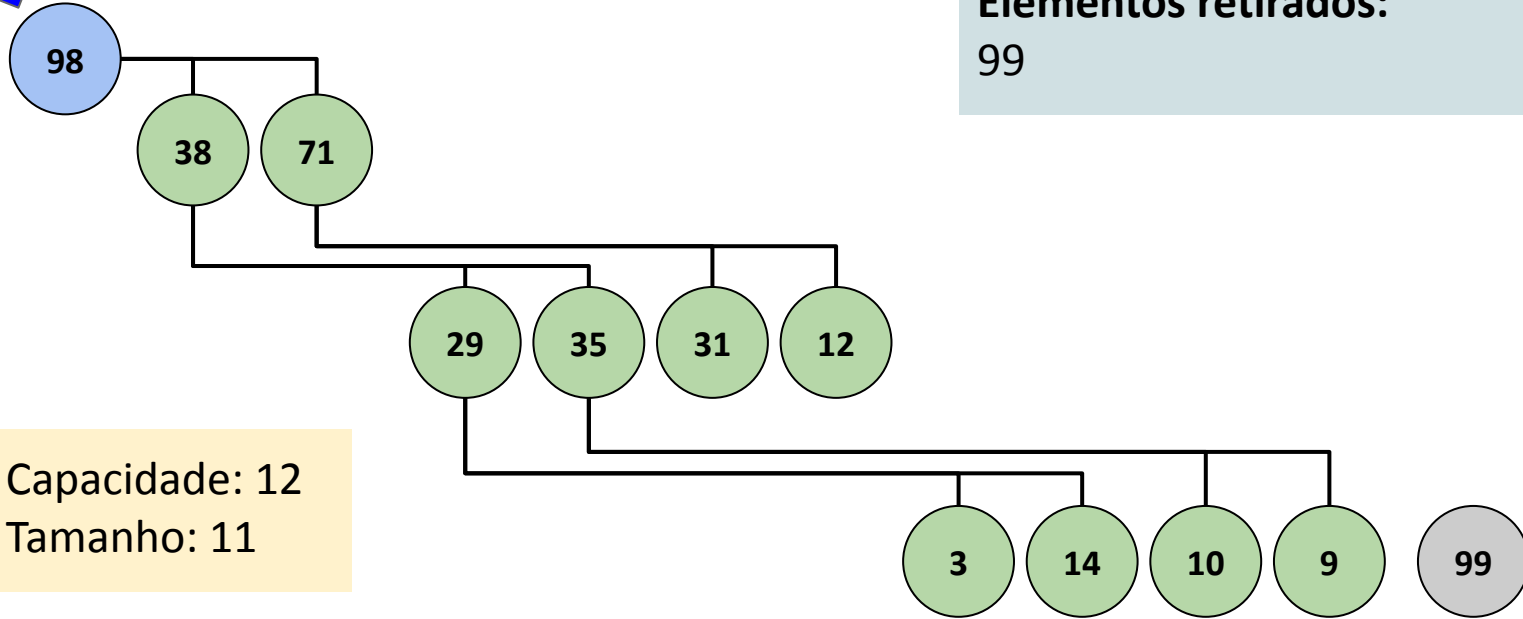 Elementos retirados:
99
98
38 71
29 35 31 12
Capacidade: 12
Tamanho: 11
3 14 10 9 99